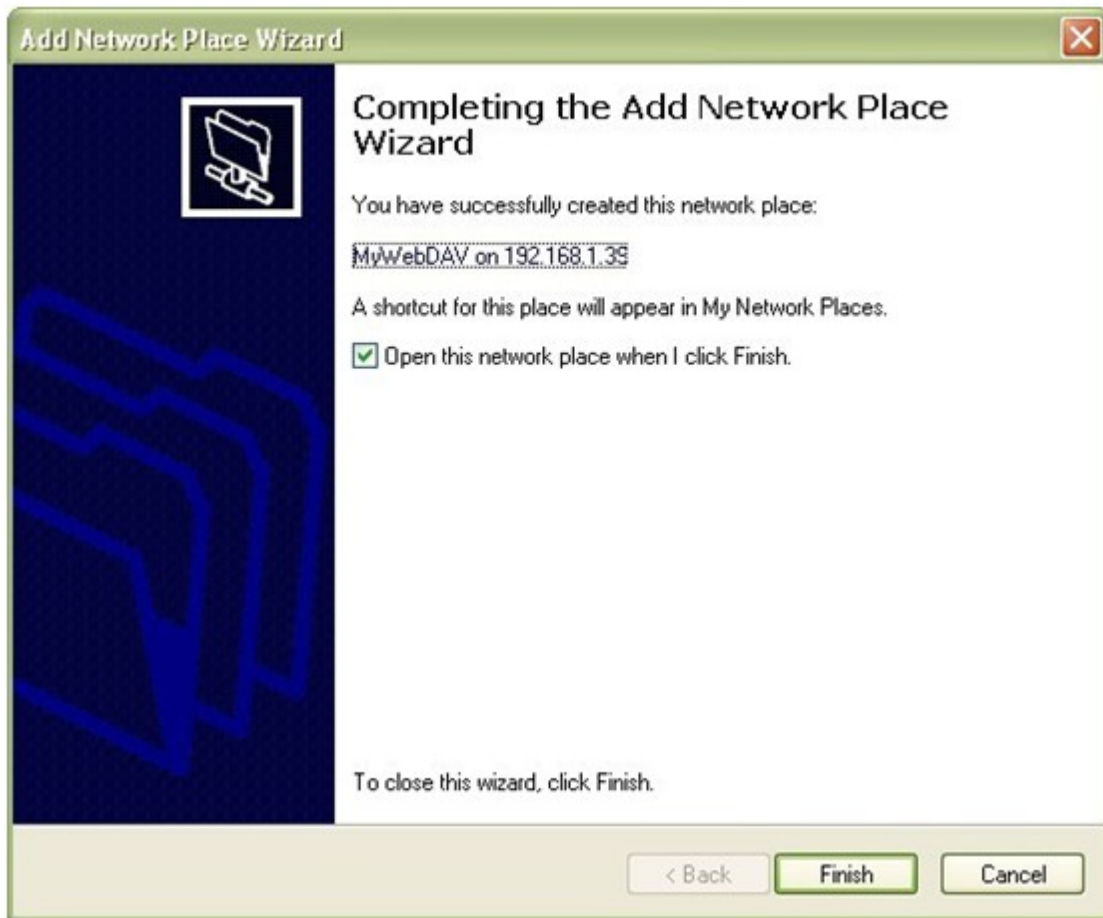 Add Network Place Wizard
Completing the Add Network Place
Wizard
You have successfully created this network place:
MyWebDAV on 192.168.1.39
A shortcut for this place will appear in My Network Places.
Open this network place when I click Finish.
To close this wizard, click Finish.
< Back Finish Cancel